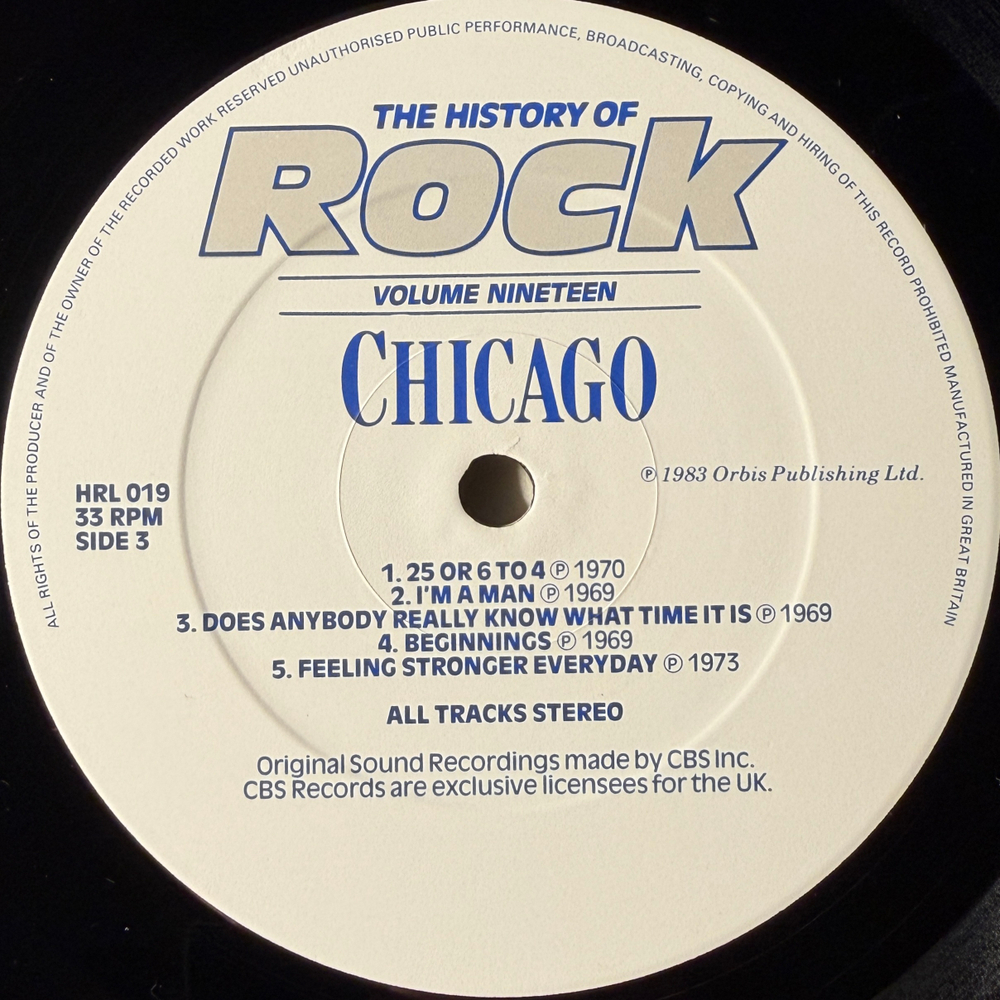 ALL RIGHTS OF THE PRODUCER AND OF THE OWNER OF THE RECORDED WORK RESERVED UNAUTHORISED PUBLIC PERFORMANCE, BROADCASTING, COPYING AND HIRING OF THIS RECORD PROHIBITED MANUFACTURED IN GREAT BRITAIN
THE HISTORY OF
ROCK
VOLUME NINETEEN
CHICAGO
℗ 1983 Orbis Publishing Ltd.
HRL 019
33 RPM
SIDE 3
1. 25 OR 6 TO 4 ℗ 1970
2. I'M A MAN ℗ 1969
3. DOES ANYBODY REALLY KNOW WHAT TIME IT IS ℗ 1969
4. BEGINNINGS ℗ 1969
5. FEELING STRONGER EVERYDAY ℗ 1973
ALL TRACKS STEREO
Original Sound Recordings made by CBS Inc.
CBS Records are exclusive licensees for the UK.